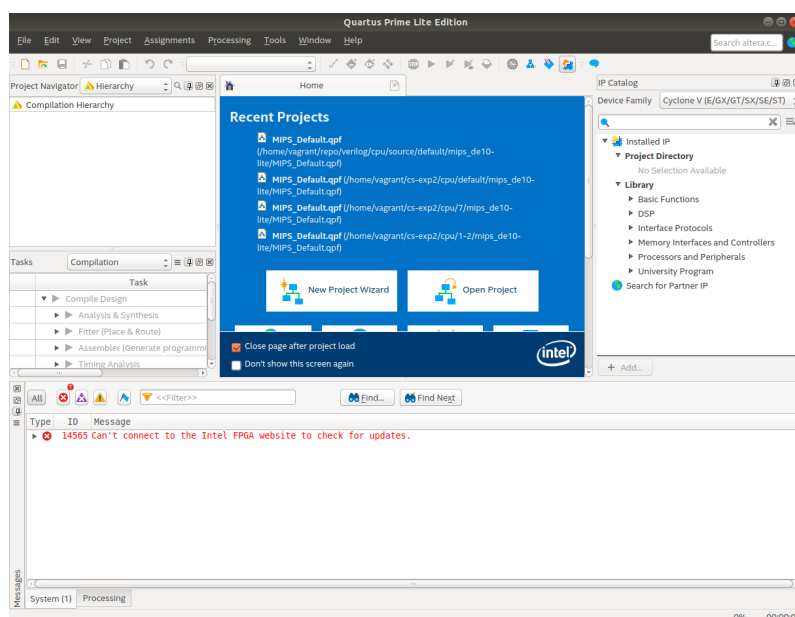 Quartus Prime Lite Edition
File Edit View Project Assignments Processing Tools Window Help
Search altera.c...
Project Navigator Hierarchy
Compilation Hierarchy
Home
Recent Projects
MIPS_Default.qpf
(/home/vagrant/repo/verilog/cpu/source/default/mips_de10-
lite/MIPS_Default.qpf)
MIPS_Default.qpf (/home/vagrant/cs-exp2/cpu/default/mips_de10-
lite/MIPS_Default.qpf)
MIPS_Default.qpf (/home/vagrant/cs-exp2/cpu/7/mips_de10-
lite/MIPS_Default.qpf)
MIPS_Default.qpf (/home/vagrant/cs-exp2/cpu/1-2/mips_de10-
lite/MIPS_Default.qpf)
New Project Wizard
Open Project
Close page after project load
Don't show this screen again
intel
IP Catalog
Device Family Cyclone V (E/GX/GT/SX/SE/ST)
Installed IP
Project Directory
No Selection Available
Library
Basic Functions
DSP
Interface Protocols
Memory Interfaces and Controllers
Processors and Peripherals
University Program
Search for Partner IP
+ Add...
Tasks Compilation
Task
Compile Design
Analysis & Synthesis
Fitter (Place & Route)
Assembler (Generate programmi
Timing Analysis
All
<<Filter>>
Find...
Find Next
Type ID Message
14565 Can't connect to the Intel FPGA website to check for updates.
Messages
System (1) Processing